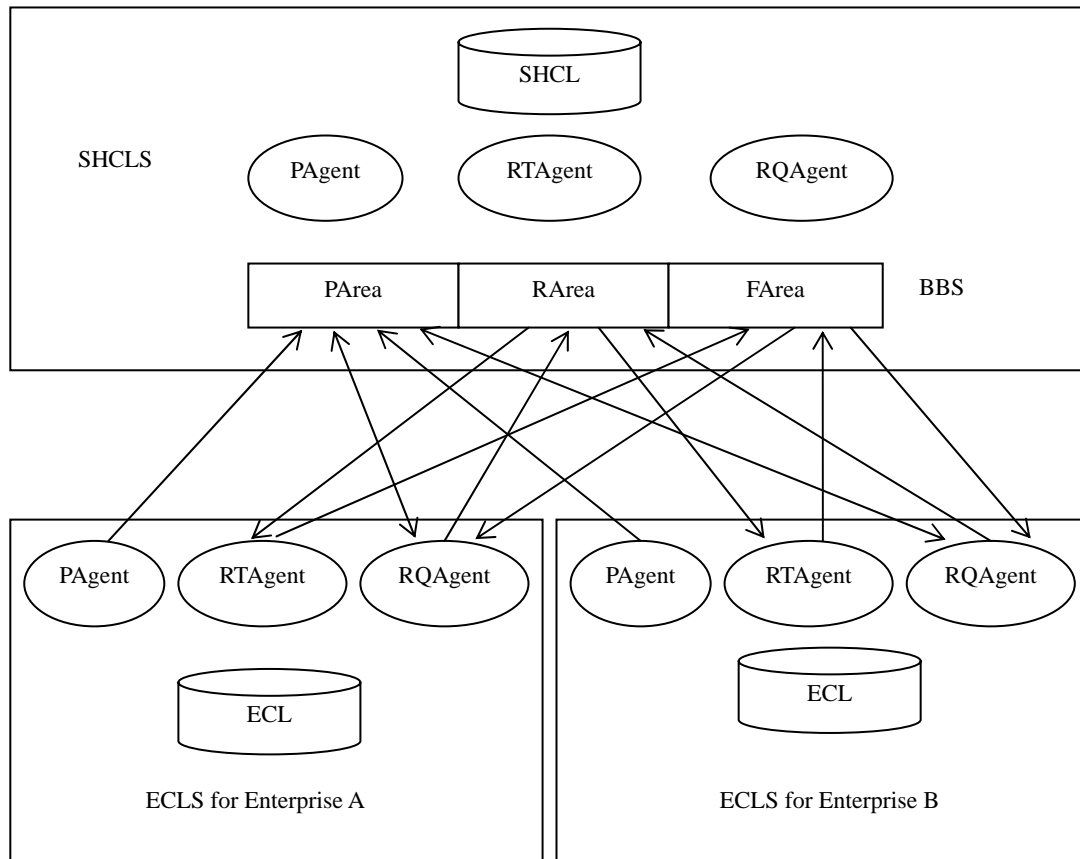 SHCL
SHCLS
PAgent
RTAgent
RQAgent
PArea
RArea
FArea
BBS
PAgent
RTAgent
RQAgent
PAgent
RTAgent
RQAgent
ECL
ECL
ECLS for Enterprise A
ECLS for Enterprise B